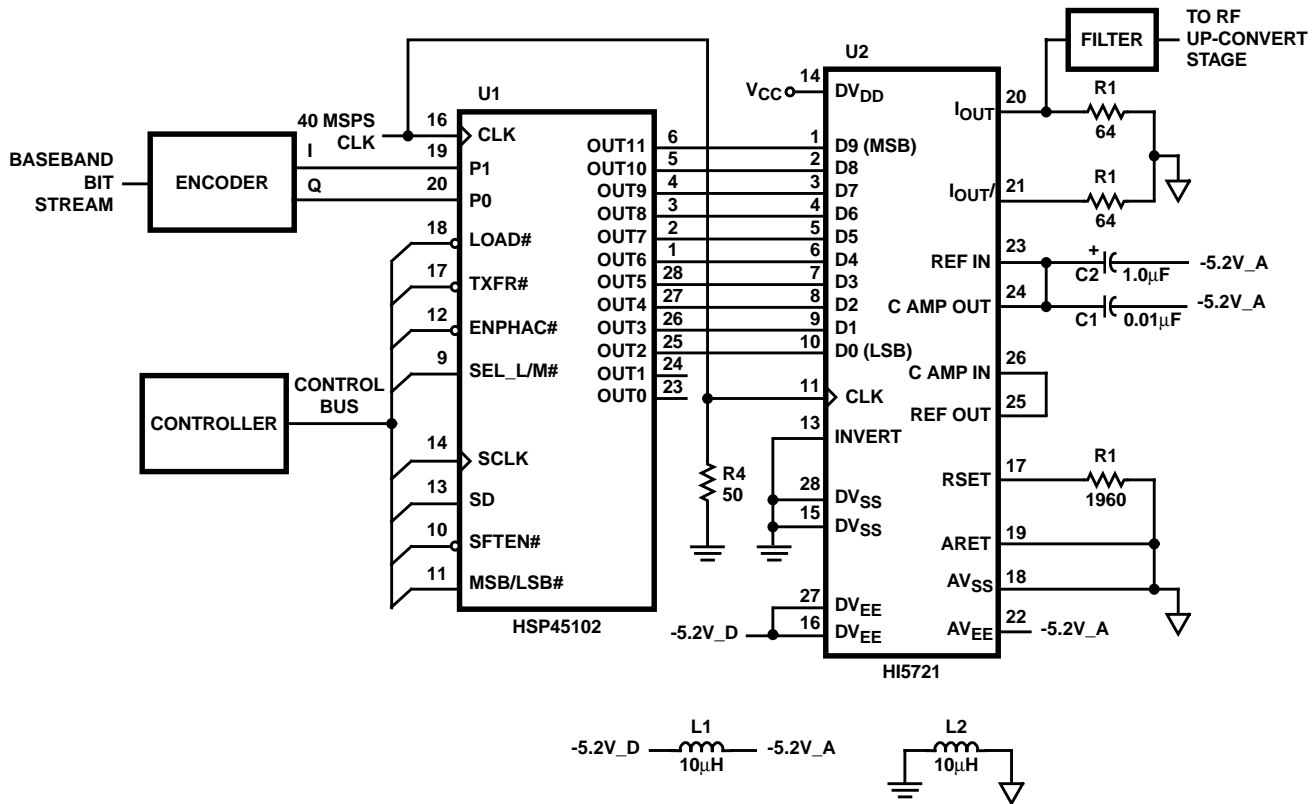 TO RF
UP-CONVERT
STAGE
FILTER
U2
VCC
14
DVDD
IOUT
20
R1
64
U1
40 MSPS
CLK
16
CLK
BASEBAND
BIT
STREAM
ENCODER
I
19
P1
Q
20
P0
OUT11
6
1
D9 (MSB)
OUT10
5
2
D8
OUT9
4
3
D7
OUT8
3
4
D6
OUT7
2
5
D5
OUT6
1
6
D4
OUT5
28
7
D3
OUT4
27
8
D2
OUT3
26
9
D1
OUT2
25
10
D0 (LSB)
OUT1
24
OUT0
23
IOUT/
21
R1
64
18
LOAD#
17
TXFR#
12
ENPHAC#
9
SEL_L/M#
CONTROLLER
CONTROL
BUS
14
SCLK
13
SD
10
SFTEN#
11
MSB/LSB#
HSP45102
REF IN
23
+
C2
1.0µF
-5.2V_A
C AMP OUT
24
C1
0.01µF
-5.2V_A
C AMP IN
26
REF OUT
25
11
CLK
13
INVERT
R4
50
28
DVSS
15
DVSS
RSET
17
R1
1960
ARET
19
AVSS
18
27
DVEE
-5.2V_D
16
DVEE
AVEE
22
-5.2V_A
HI5721
L1
-5.2V_D
-5.2V_A
10µH
L2
10µH